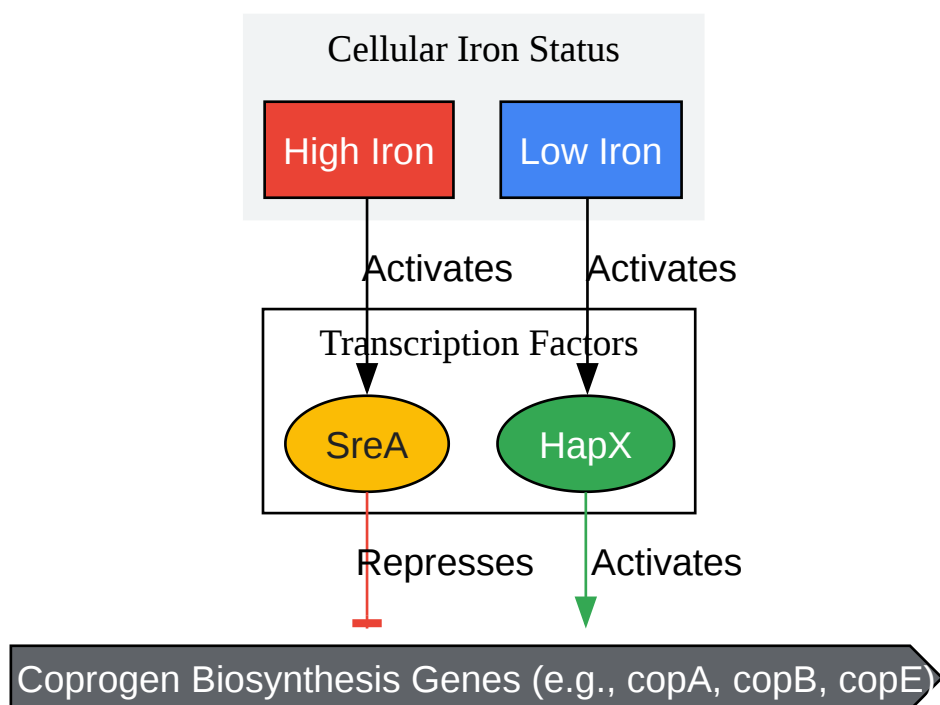 Cellular Iron Status
High Iron
Low Iron
Activates
Activates
Transcription Factors
SreA
HapX
Represses
Activates
Coprogen Biosynthesis Genes (e.g., copA, copB, copE)